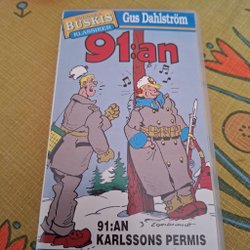 BUSKIS
KLASSIKER
Gus Dahlström
91:an
91:AN
KARLSSONS PERMIS